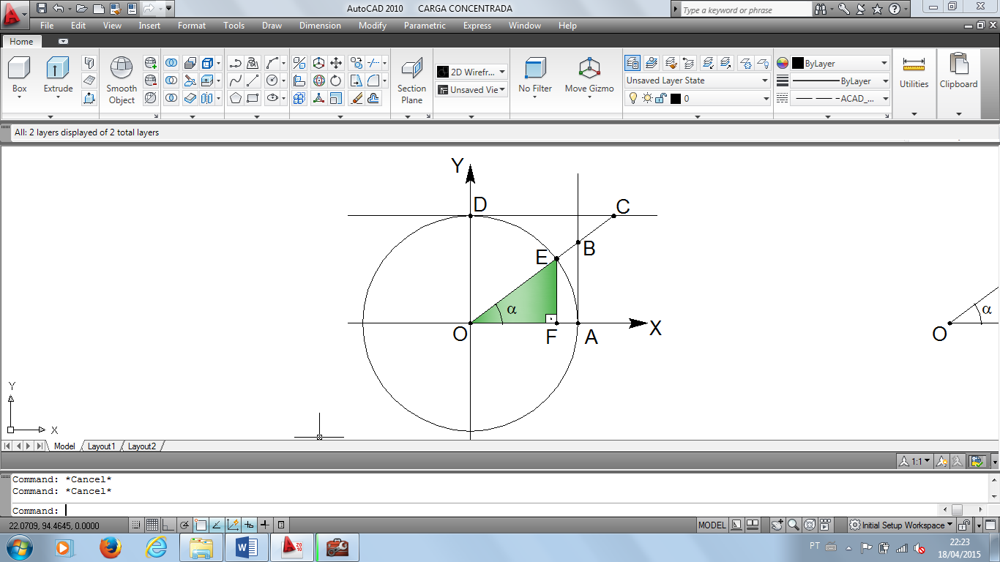 AutoCAD 2010 CARGA CONCENTRADA
Type a keyword or phrase
File Edit View Insert Format Tools Draw Dimension Modify Parametric Express Window Help
Home
Box Extrude Smooth Object Section Plane 2D Wirefr... Unsaved Vie No Filter Move Gizmo Unsaved Layer State 0 ByLayer ByLayer ACAD_... Utilities Clipboard
All: 2 layers displayed of 2 total layers
Y
D
C
B
E
α
O
F
A
X
α
O
Y
X
Model Layout1 Layout2
1:1
Command: *Cancel*
Command: *Cancel*
Command:
22.0709, 94.4645, 0.0000 MODEL Initial Setup Workspace
PT
22:23
18/04/2015